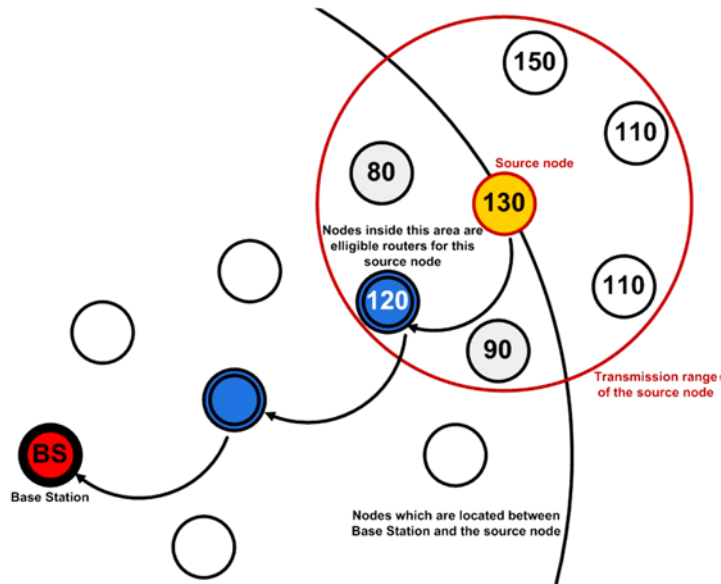 150
110
Source node
80
130
Nodes inside this area are
elligible routers for this
source node
120
110
90
Transmission range
of the source node
BS
Base Station
Nodes which are located between
Base Station and the source node